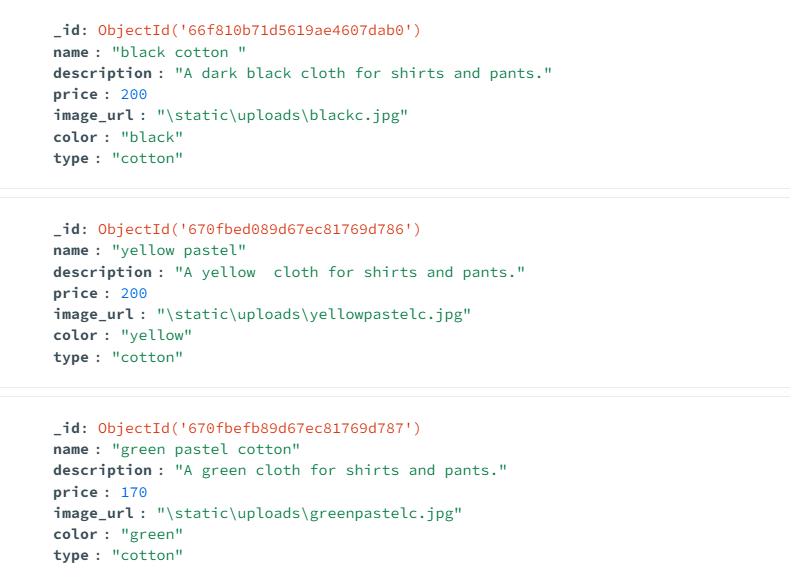 _id: ObjectId('66f810b71d5619ae4607dab0')
name : "black cotton "
description : "A dark black cloth for shirts and pants."
price : 200
image_url : "\static\uploads\blackc.jpg"
color : "black"
type : "cotton"
_id: ObjectId('670fbed089d67ec81769d786')
name : "yellow pastel"
description : "A yellow  cloth for shirts and pants."
price : 200
image_url : "\static\uploads\yellowpastelc.jpg"
color : "yellow"
type : "cotton"
_id: ObjectId('670fbefb89d67ec81769d787')
name : "green pastel cotton"
description : "A green cloth for shirts and pants."
price : 170
image_url : "\static\uploads\greenpastelc.jpg"
color : "green"
type : "cotton"